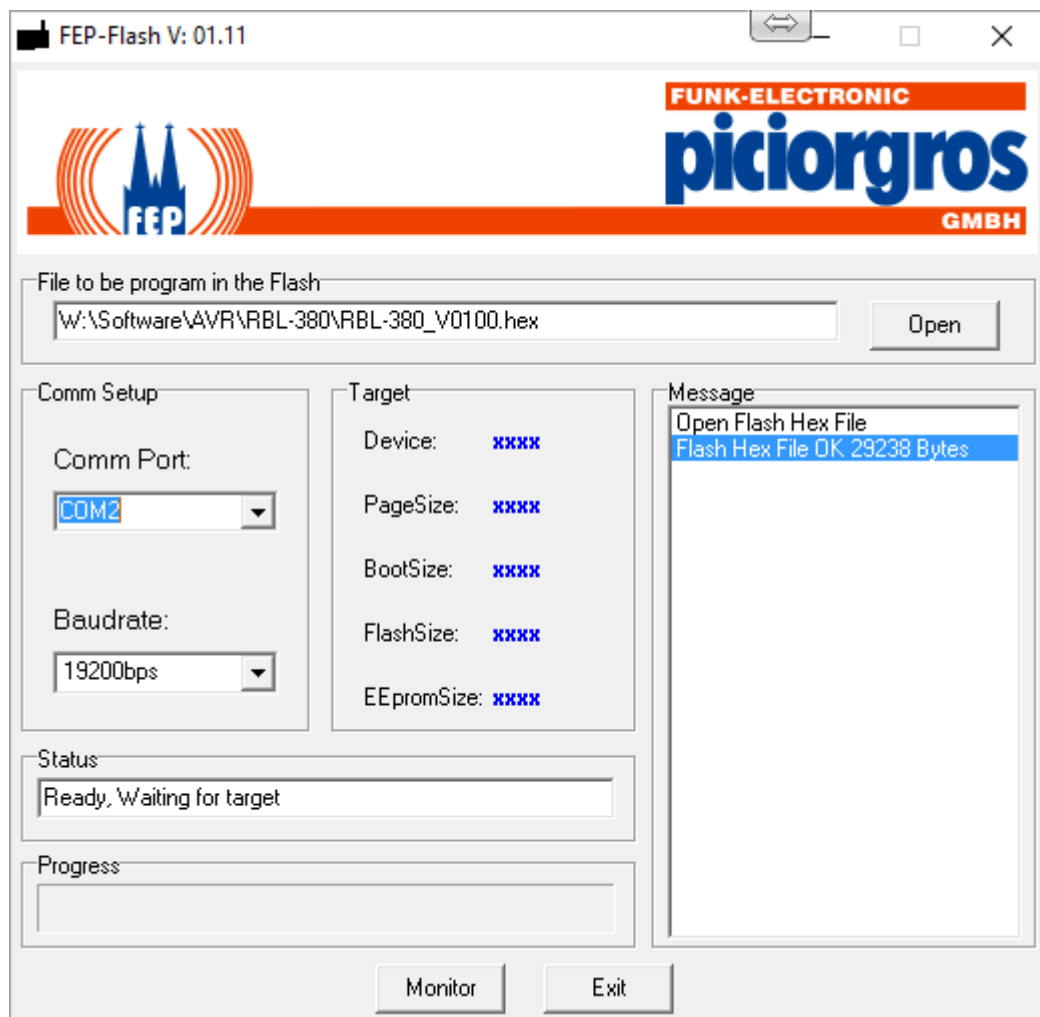 FEP-Flash V: 01.11
FUNK-ELECTRONIC
piciorgros
GMBH
FEP
File to be program in the Flash
W:\Software\AVR\RBL-380\RBL-380_V0100.hex
Open
Comm Setup
Comm Port:
COM2
Baudrate:
19200bps
Target
Device: xxxx
PageSize: xxxx
BootSize: xxxx
FlashSize: xxxx
EEpromSize: xxxx
Message
Open Flash Hex File
Flash Hex File OK 29238 Bytes
Status
Ready, Waiting for target
Progress
Monitor
Exit